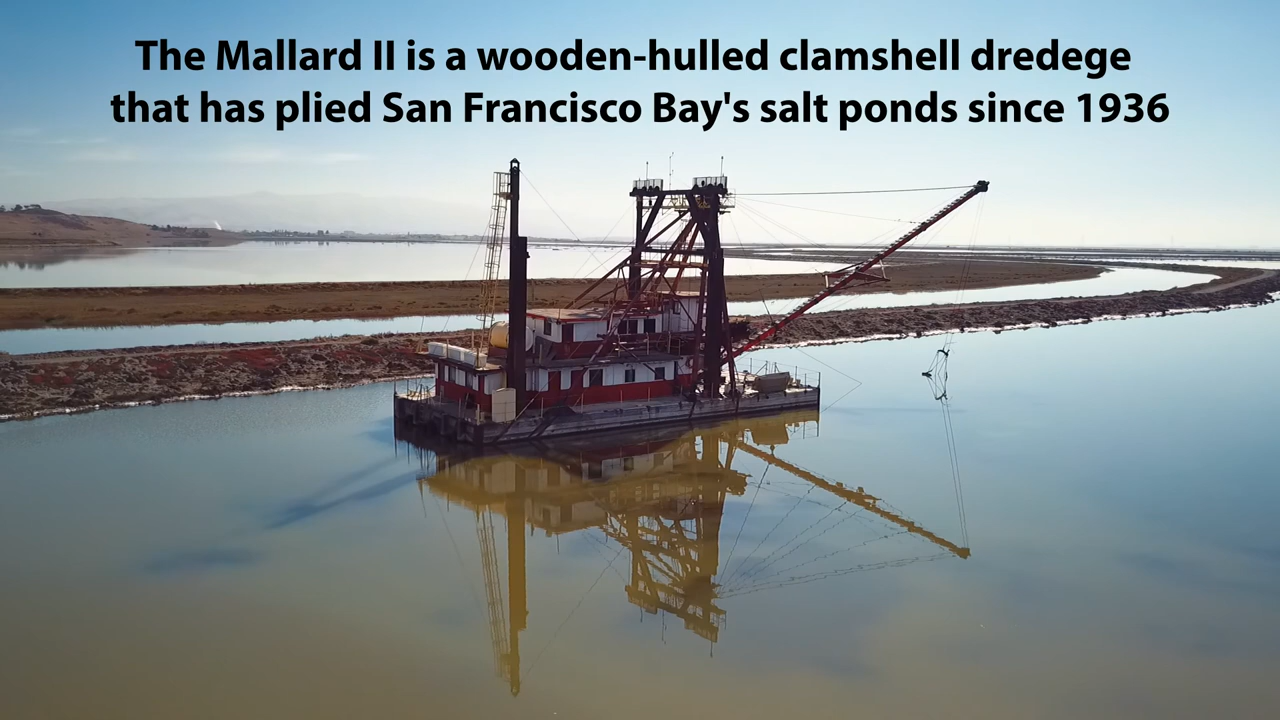 The Mallard II is a wooden-hulled clamshell dredege
that has plied San Francisco Bay's salt ponds since 1936